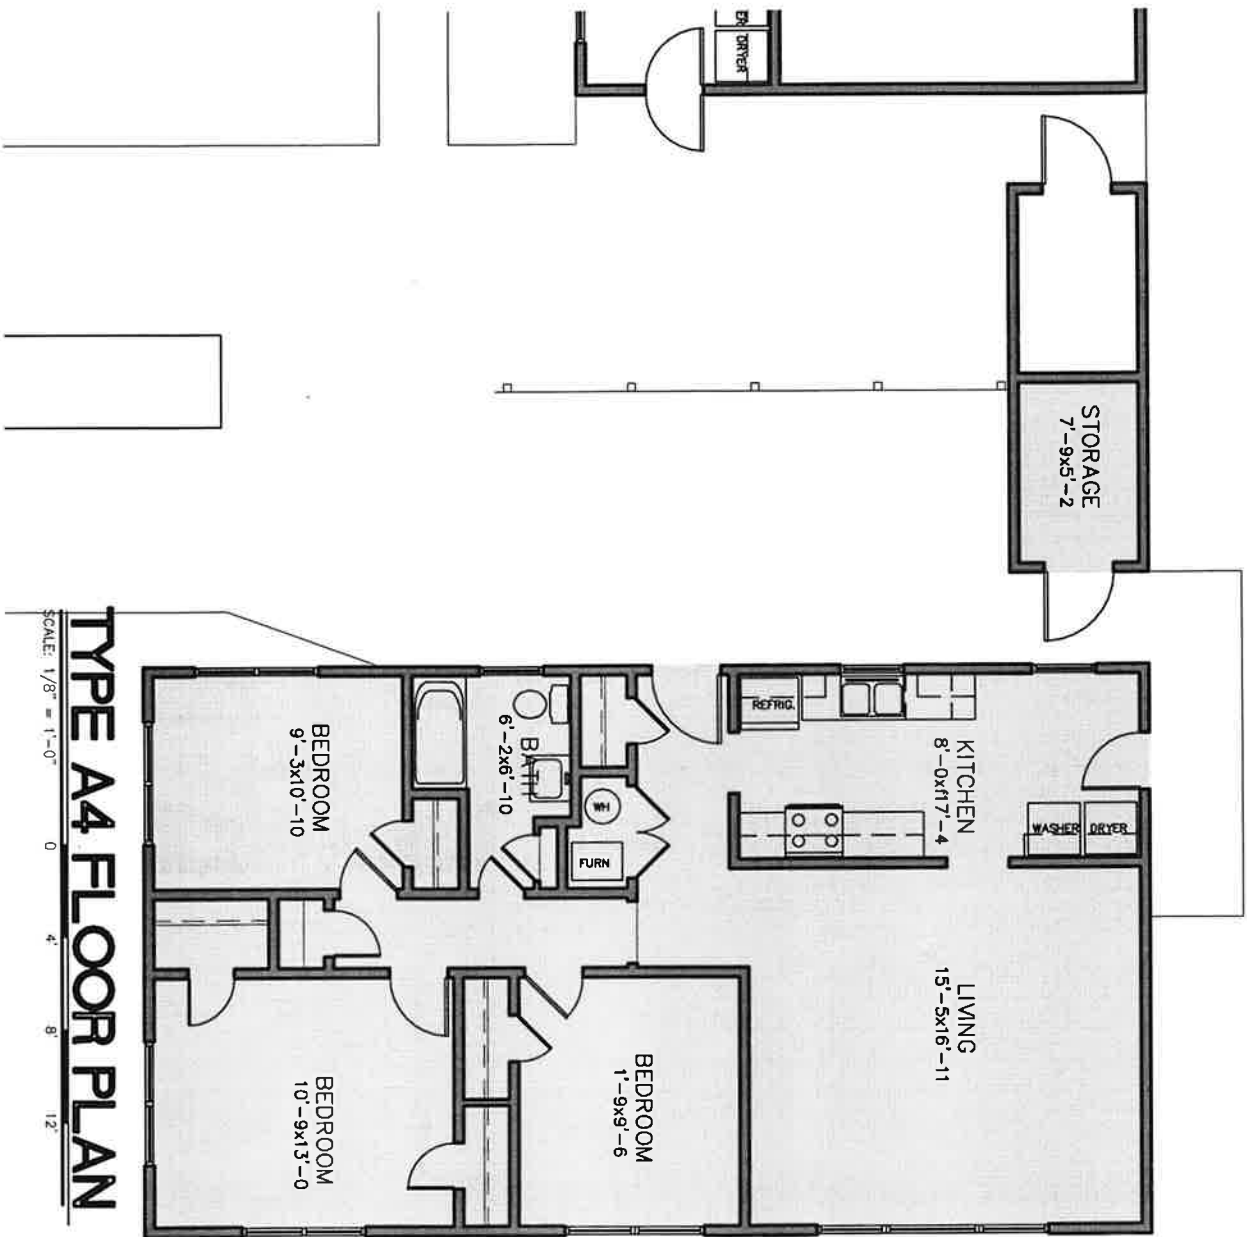 ER
DRYER
STORAGE
7'-9x5'-2
REFRIG.
KITCHEN
8'-0x17'-4
WASHER
DRYER
LIVING
15'-5x16'-11
BATH
6'-2x6'-10
WH
FURN
BEDROOM
9'-3x10'-10
BEDROOM
1'-9x9'-6
BEDROOM
10'-9x13'-0
TYPE A4 FLOOR PLAN
SCALE: 1/8" = 1'-0"
0 4' 8' 12'